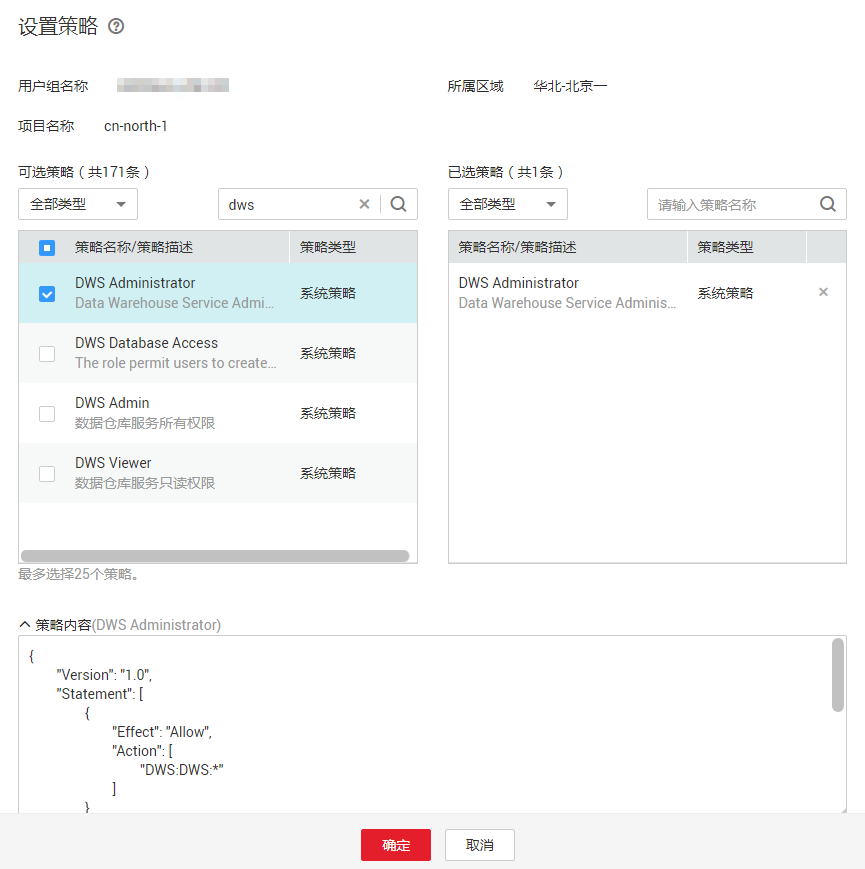 设置策略
用户组名称
所属区域 华北-北京一
项目名称 cn-north-1
可选策略（共171条）
已选策略（共1条）
全部类型
dws
全部类型
请输入策略名称
策略名称/策略描述 策略类型
DWS Administrator
Data Warehouse Service Admi...
系统策略
DWS Database Access
The role permit users to create...
系统策略
DWS Admin
数据仓库服务所有权限
系统策略
DWS Viewer
数据仓库服务只读权限
系统策略
策略名称/策略描述 策略类型
DWS Administrator
Data Warehouse Service Adminis...
系统策略
最多选择25个策略。
策略内容(DWS Administrator)
{
"Version": "1.0",
"Statement": [
{
"Effect": "Allow",
"Action": [
"DWS:DWS:*"
]
}
确定 取消